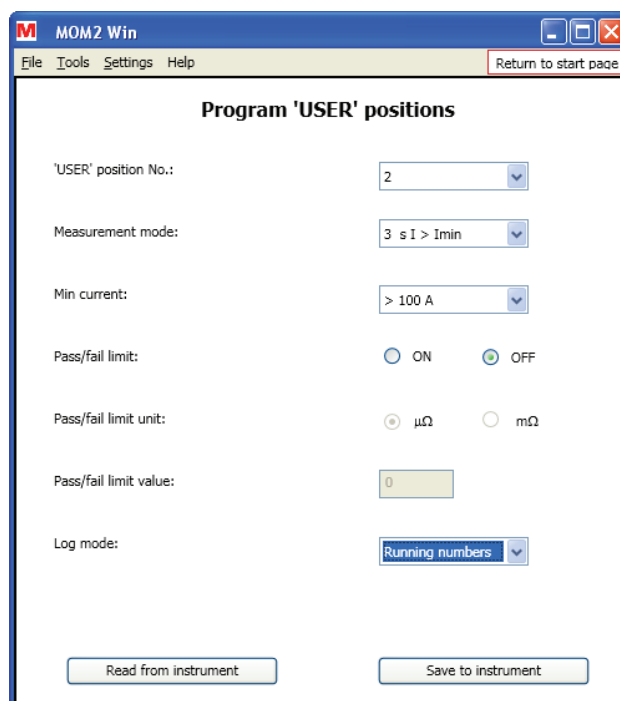 M MOM2 Win
File Tools Settings Help Return to start page
Program 'USER' positions
'USER' position No.: 2
Measurement mode: 3 s I > Imin
Min current: > 100 A
Pass/fail limit: ON OFF
Pass/fail limit unit: µΩ mΩ
Pass/fail limit value: 0
Log mode: Running numbers
Read from instrument Save to instrument